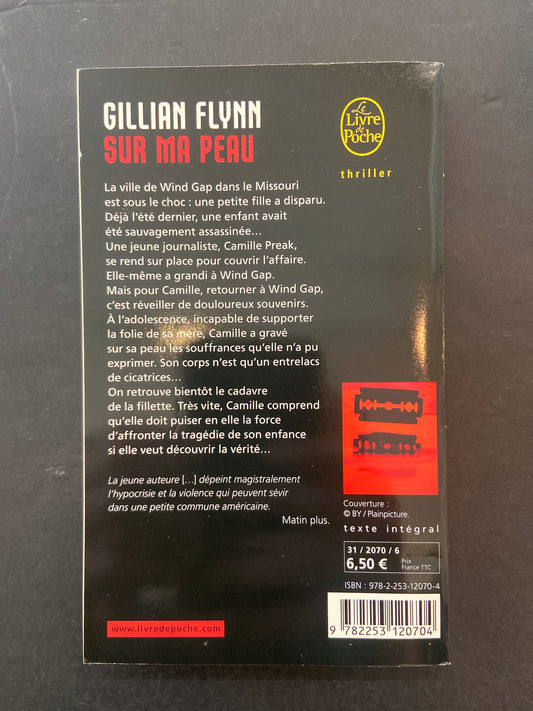 GILLIAN FLYNN
SUR MA PEAU
Le
Livre
de
Poche
thriller
La ville de Wind Gap dans le Missouri
est sous le choc : une petite fille a disparu.
Déjà l'été dernier, une enfant avait
été sauvagement assassinée...
Une jeune journaliste, Camille Preak,
se rend sur place pour couvrir l'affaire.
Elle-même a grandi à Wind Gap.
Mais pour Camille, retourner à Wind Gap,
c'est réveiller de douloureux souvenirs.
À l'adolescence, incapable de supporter
la folie de sa mère, Camille a gravé
sur sa peau les souffrances qu'elle n'a pu
exprimer. Son corps n'est qu'un entrelacs
de cicatrices...
On retrouve bientôt le cadavre
de la fillette. Très vite, Camille comprend
qu'elle doit puiser en elle la force
d'affronter la tragédie de son enfance
si elle veut découvrir la vérité...
La jeune auteure [...] dépeint magistralement
l'hypocrisie et la violence qui peuvent sévir
dans une petite commune américaine.
Matin plus.
Couverture :
© BY / Plainpicture.
texte intégral
31 / 2070 / 6
6,50 € Prix
France TTC
ISBN : 978-2-253-12070-4
9 782253 120704
www.livredepoche.com